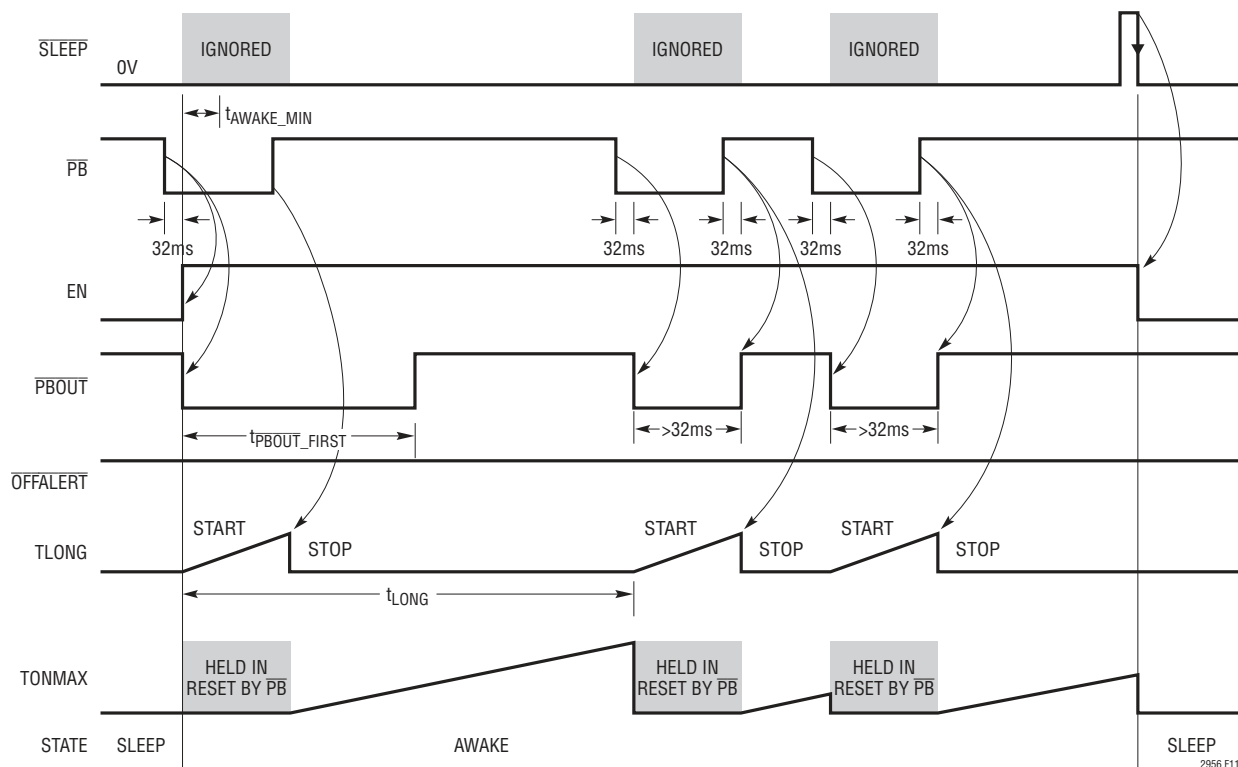 SLEEP
0V
IGNORED
IGNORED
IGNORED
tAWAKE_MIN
PB
32ms
32ms
32ms
32ms
32ms
EN
PBOUT
tPBOUT_FIRST
>32ms
>32ms
OFFALERT
TLONG
START
STOP
START
STOP
START
STOP
tLONG
TONMAX
HELD IN
RESET BY PB
HELD IN
RESET BY PB
HELD IN
RESET BY PB
STATE
SLEEP
AWAKE
SLEEP
2956 F11